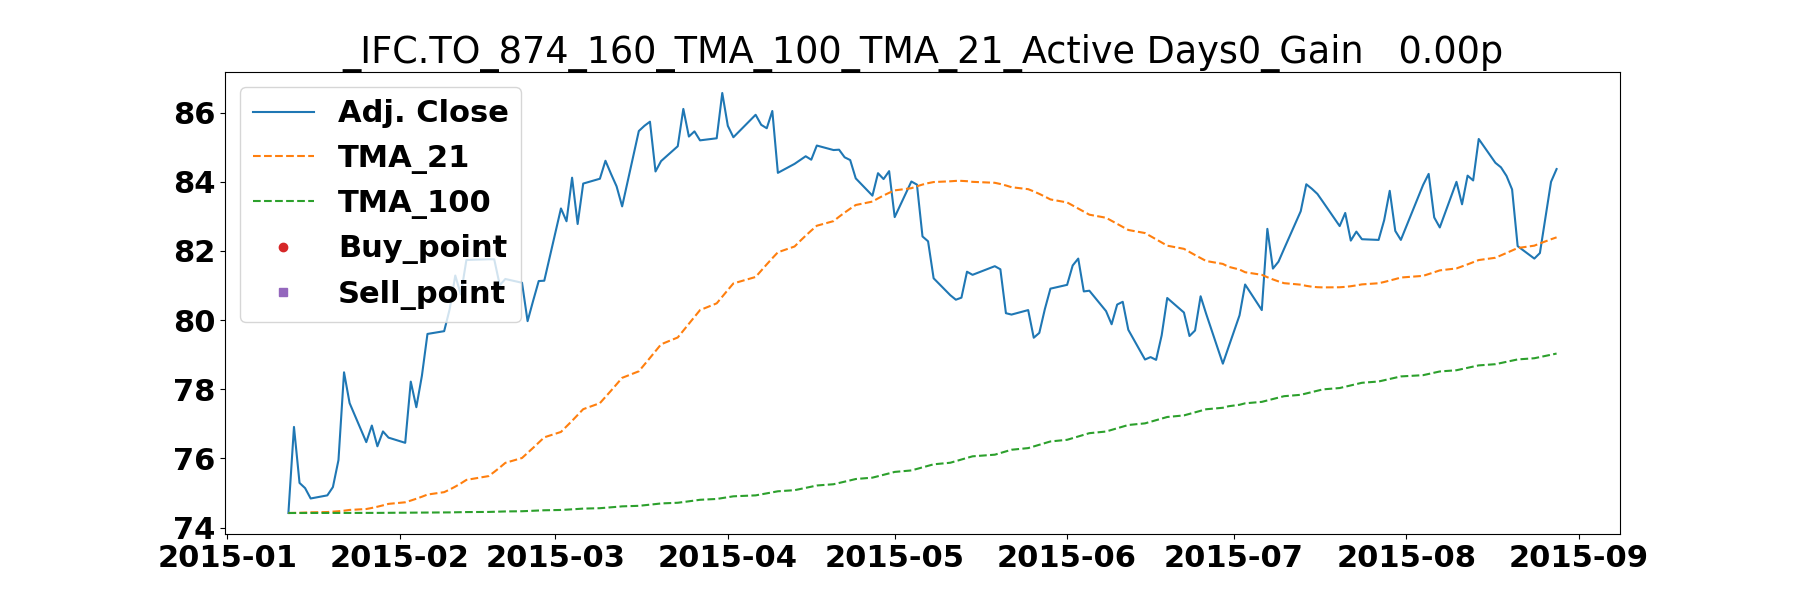 _IFC.TO_874_160_TMA_100_TMA_21_Active Days0_Gain   0.00p
Adj. Close
TMA_21
TMA_100
Buy_point
Sell_point
86
84
82
80
78
76
74
2015-01 2015-02 2015-03 2015-04 2015-05 2015-06 2015-07 2015-08 2015-09